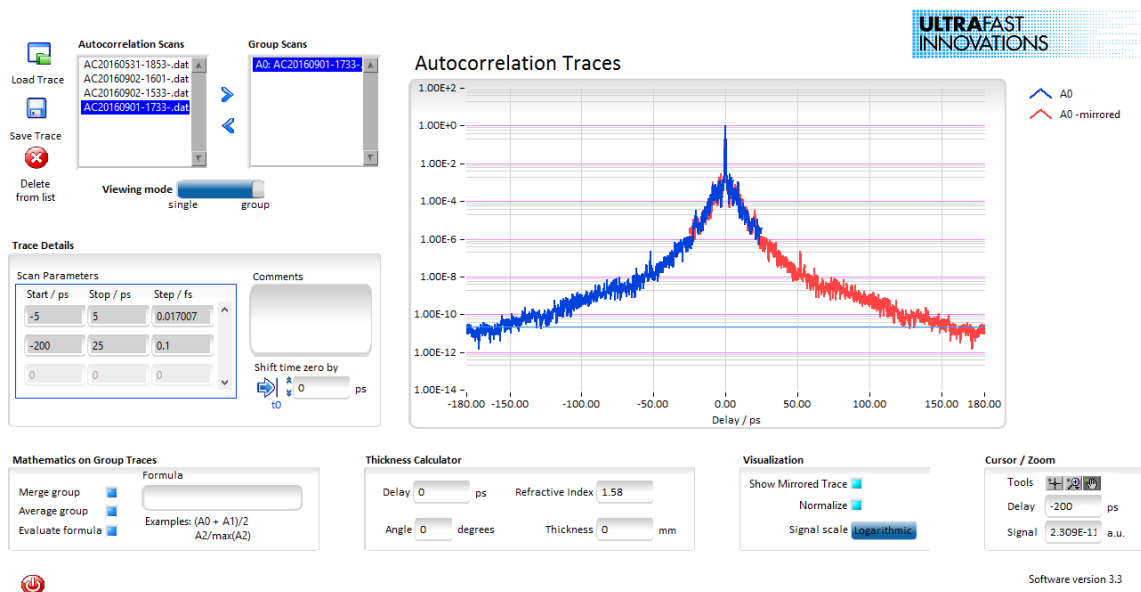 ULTRAFAST
INNOVATIONS
Autocorrelation Scans
Group Scans
Load Trace
AC20160531-1853-.dat
AC20160902-1601-.dat
AC20160902-1533-.dat
AC20160901-1733-.dat
A0: AC20160901-1733-.
Save Trace
Delete
from list
Viewing mode
single
group
Autocorrelation Traces
1.00E+2
1.00E+0
1.00E-2
1.00E-4
1.00E-6
1.00E-8
1.00E-10
1.00E-12
1.00E-14
-180.00 -150.00 -100.00 -50.00 0.00 50.00 100.00 150.00 180.00
Delay / ps
A0
A0 -mirrored
Trace Details
Scan Parameters
Start / ps Stop / ps Step / fs
-5 5 0.017007
-200 25 0.1
0 0 0
Comments
Shift time zero by
0 ps
t0
Mathematics on Group Traces
Formula
Merge group
Average group
Evaluate formula
Examples: (A0 + A1)/2
A2/max(A2)
Thickness Calculator
Delay 0 ps Refractive Index 1.58
Angle 0 degrees Thickness 0 mm
Visualization
Show Mirrored Trace
Normalize
Signal scale Logarithmic
Cursor / Zoom
Tools
Delay -200 ps
Signal 2.309E-11 a.u.
Software version 3.3